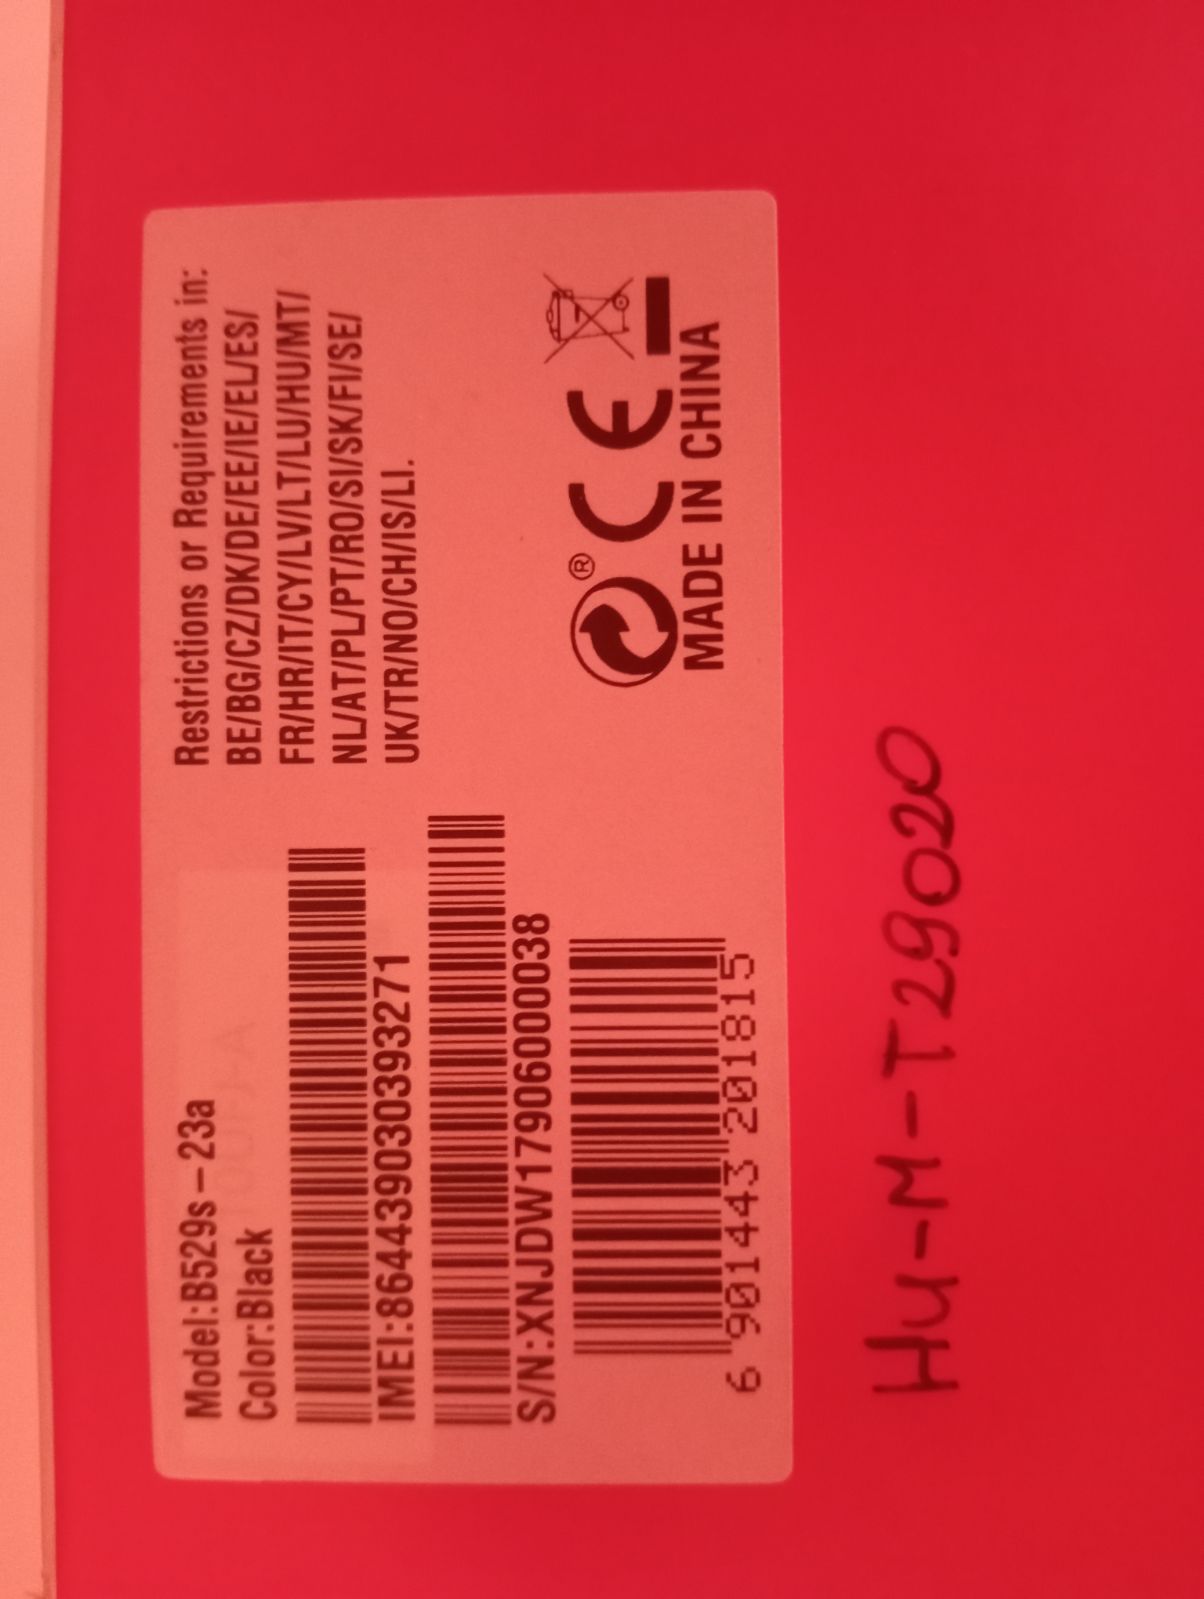 Model:B529s-23a
Color:Black
IMEI:864439030393271
S/N:XNJDW17906000038
6 901443 201815
Restrictions or Requirements in:
BE/BG/CZ/DK/DE/EE/IE/EL/ES/
FR/HR/IT/CY/LV/LT/LU/HU/MT/
NL/AT/PL/PT/RO/SI/SK/FI/SE/
UK/TR/NO/CH/IS/LI.
® CE
MADE IN CHINA
HU-M-T29020